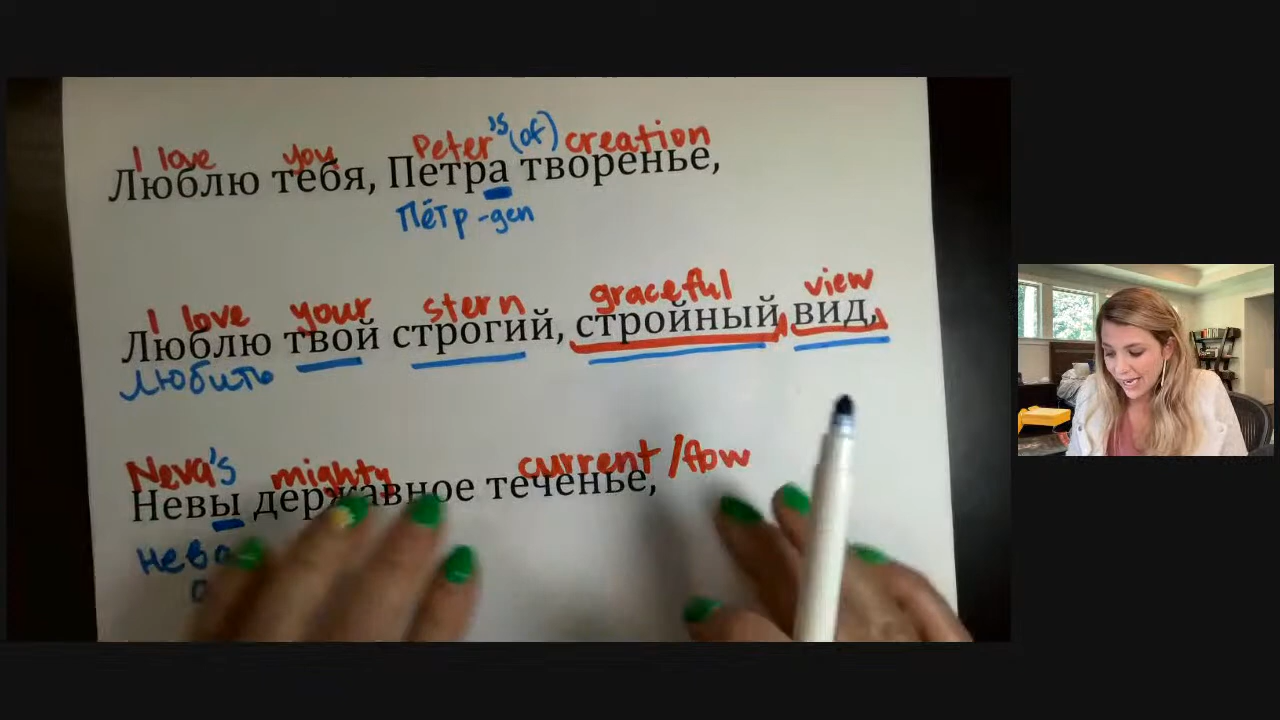 I love you Peter's (of) creation
Люблю тебя, Петра творенье,
Пётр - gen
I love your stern graceful view
Люблю твой строгий, стройный вид,
любить
Neva's mighty current / flow
Невы державное теченье,
Нева